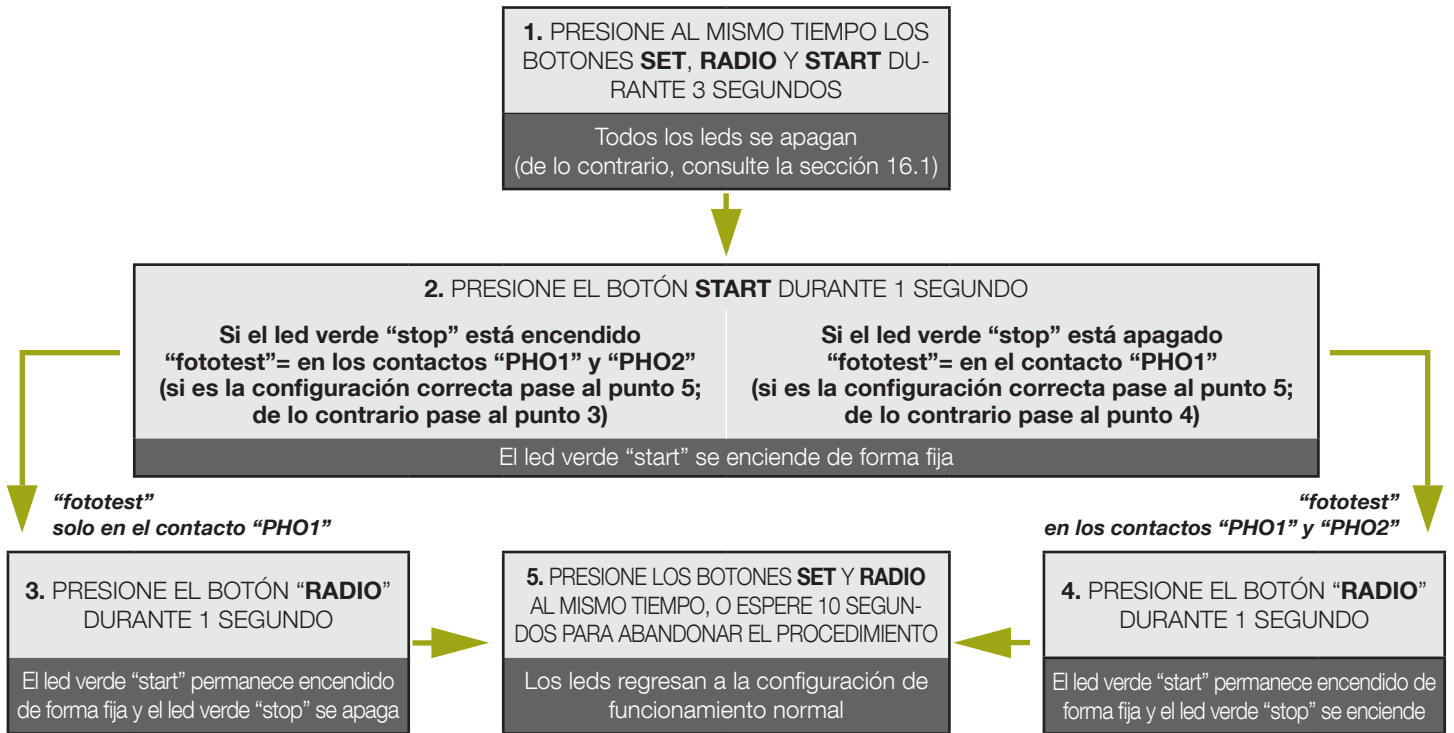 1. PRESIONE AL MISMO TIEMPO LOS
BOTONES SET, RADIO Y START DU-
RANTE 3 SEGUNDOS
Todos los leds se apagan
(de lo contrario, consulte la sección 16.1)
2. PRESIONE EL BOTÓN START DURANTE 1 SEGUNDO
Si el led verde “stop” está encendido
“fototest”= en los contactos “PHO1” y “PHO2”
(si es la configuración correcta pase al punto 5;
de lo contrario pase al punto 3)
Si el led verde “stop” está apagado
“fototest”= en el contacto “PHO1”
(si es la configuración correcta pase al punto 5;
de lo contrario pase al punto 4)
El led verde “start” se enciende de forma fija
“fototest”
solo en el contacto “PHO1”
“fototest”
en los contactos “PHO1” y “PHO2”
3. PRESIONE EL BOTÓN “RADIO”
DURANTE 1 SEGUNDO
El led verde “start” permanece encendido
de forma fija y el led verde “stop” se apaga
5. PRESIONE LOS BOTONES SET Y RADIO
AL MISMO TIEMPO, O ESPERE 10 SEGUN-
DOS PARA ABANDONAR EL PROCEDIMIENTO
Los leds regresan a la configuración de
funcionamiento normal
4. PRESIONE EL BOTÓN “RADIO”
DURANTE 1 SEGUNDO
El led verde “start” permanece encendido de
forma fija y el led verde “stop” se enciende